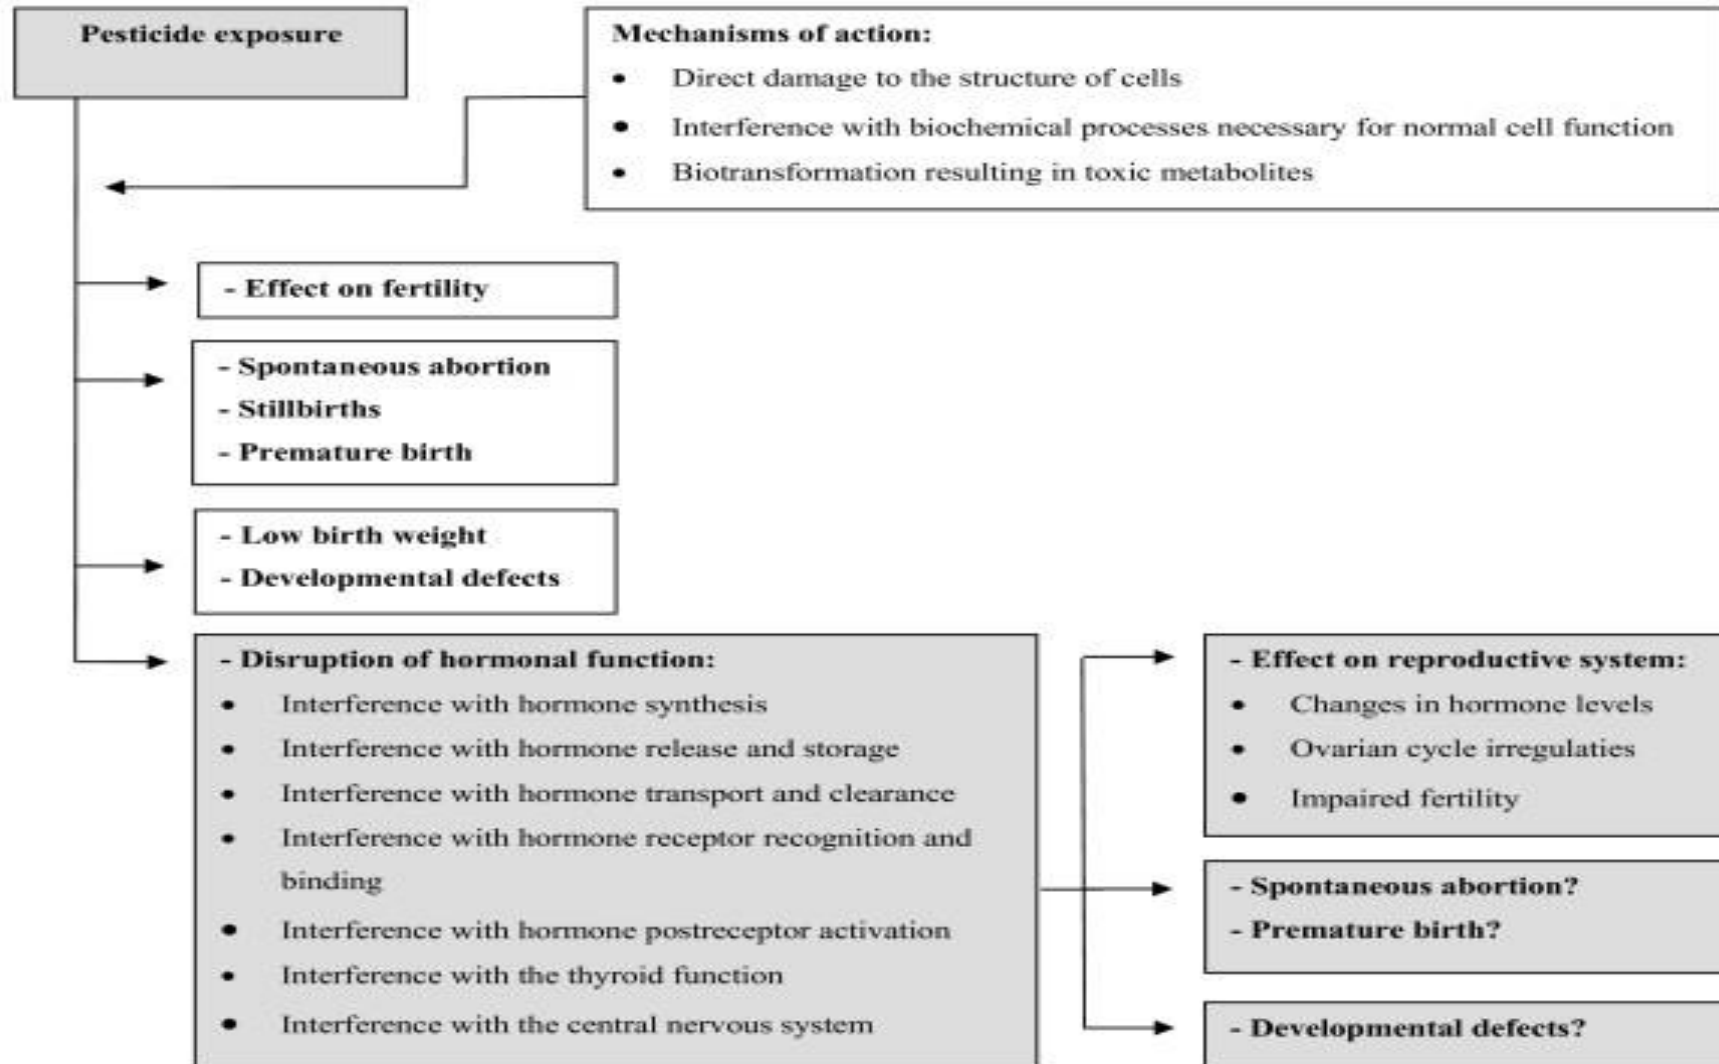 Pesticide exposure
Mechanisms of action:
• Direct damage to the structure of cells
• Interference with biochemical processes necessary for normal cell function
• Biotransformation resulting in toxic metabolites
- Effect on fertility
- Spontaneous abortion
- Stillbirths
- Premature birth
- Low birth weight
- Developmental defects
- Disruption of hormonal function:
• Interference with hormone synthesis
• Interference with hormone release and storage
• Interference with hormone transport and clearance
• Interference with hormone receptor recognition and
binding
• Interference with hormone postreceptor activation
• Interference with the thyroid function
• Interference with the central nervous system
- Effect on reproductive system:
• Changes in hormone levels
• Ovarian cycle irregulaties
• Impaired fertility
- Spontaneous abortion?
- Premature birth?
- Developmental defects?